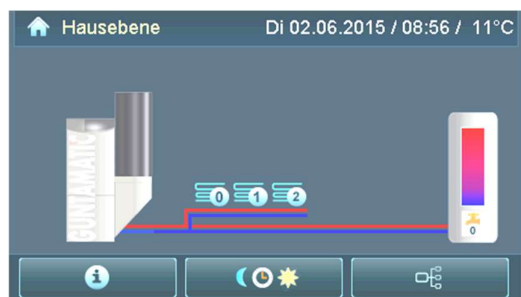 Hausebene
Di 02.06.2015 / 08:56 / 11°C
GUNTAMATIC
0 1 2
0
i